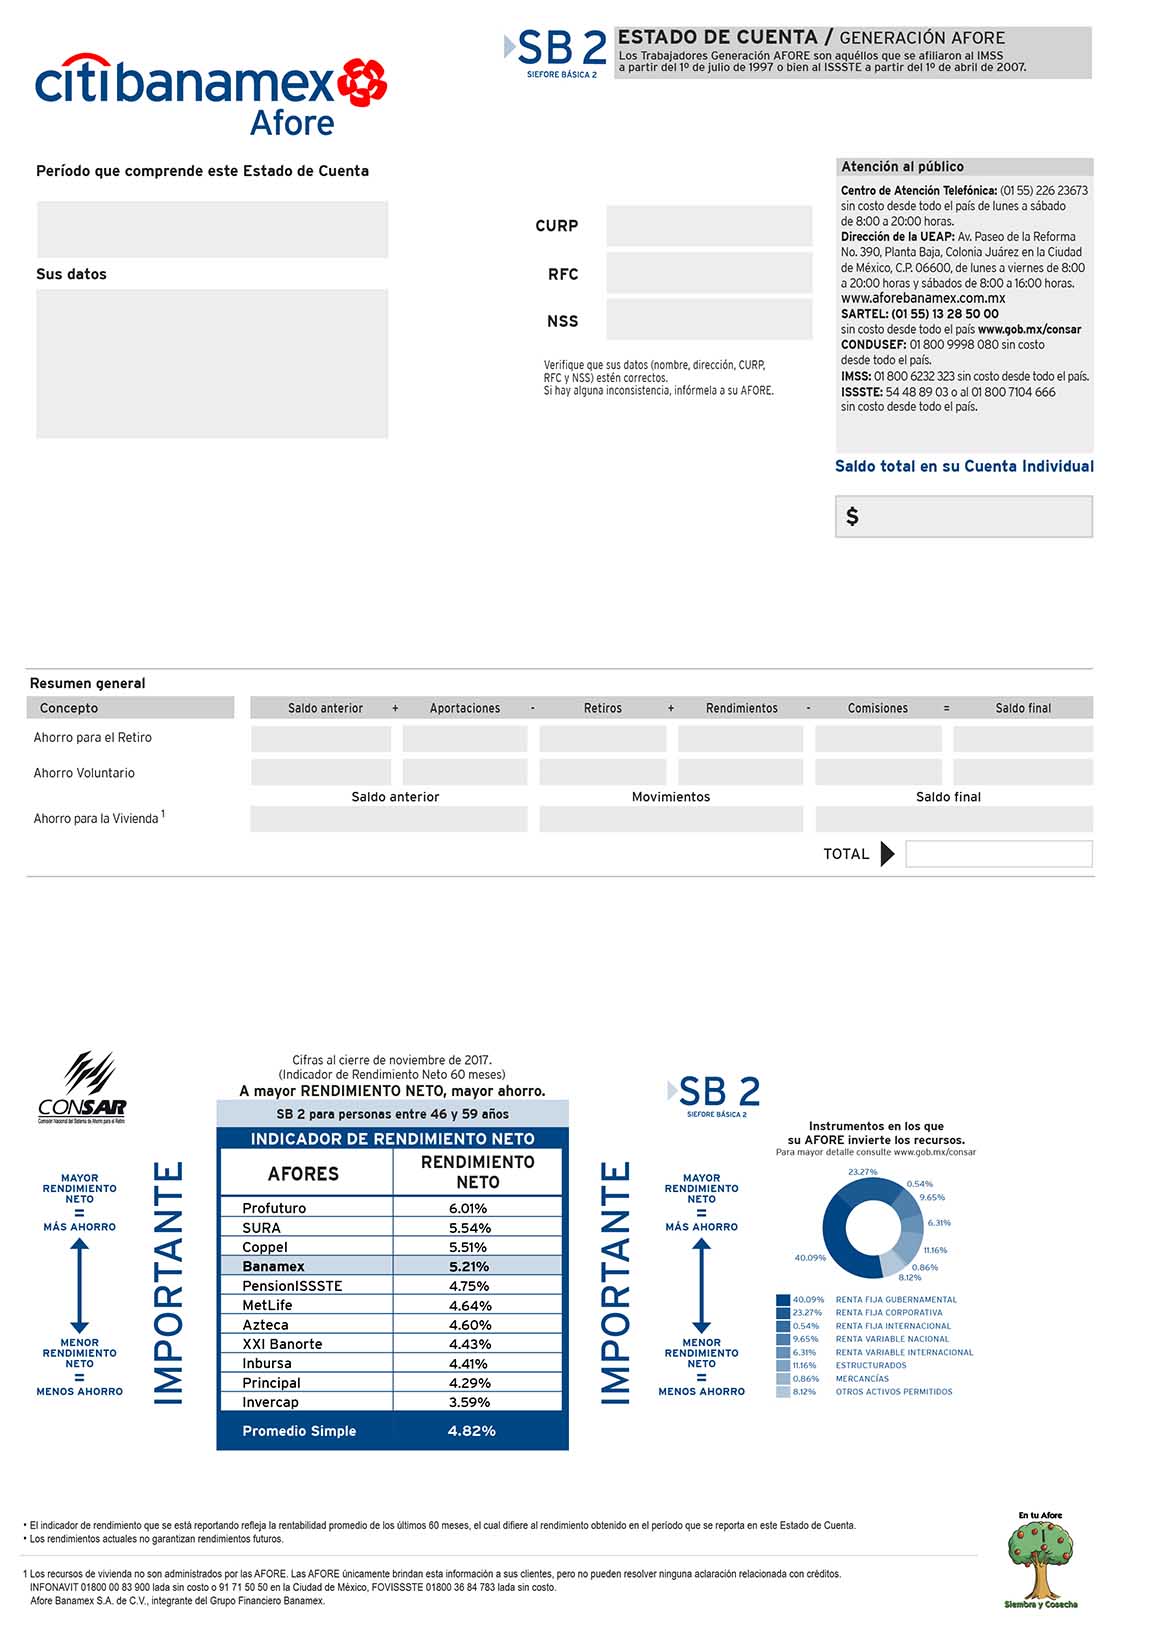 citibanamex
Afore
SB 2
SIEFORE BÁSICA 2
ESTADO DE CUENTA / GENERACIÓN AFORE
Los Trabajadores Generación AFORE son aquéllos que se afiliaron al IMSS
a partir del 1º de julio de 1997 o bien al ISSSTE a partir del 1º de abril de 2007.
Período que comprende este Estado de Cuenta
Sus datos
CURP
RFC
NSS
Verifique que sus datos (nombre, dirección, CURP,
RFC y NSS) estén correctos.
Si hay alguna inconsistencia, infórmela a su AFORE.
Atención al público
Centro de Atención Telefónica: (01 55) 226 23673
sin costo desde todo el país de lunes a sábado
de 8:00 a 20:00 horas.
Dirección de la UEAP: Av. Paseo de la Reforma
No. 390, Planta Baja, Colonia Juárez en la Ciudad
de México, C.P. 06600, de lunes a viernes de 8:00
a 20:00 horas y sábados de 8:00 a 16:00 horas.
www.aforebanamex.com.mx
SARTEL: (01 55) 13 28 50 00
sin costo desde todo el país www.gob.mx/consar
CONDUSEF: 01 800 9998 080 sin costo
desde todo el país.
IMSS: 01 800 6232 323 sin costo desde todo el país.
ISSSTE: 54 48 89 03 o al 01 800 7104 666
sin costo desde todo el país.
Saldo total en su Cuenta Individual
$
Resumen general
Concepto Saldo anterior + Aportaciones - Retiros + Rendimientos - Comisiones = Saldo final
Ahorro para el Retiro
Ahorro Voluntario
Saldo anterior Movimientos Saldo final
Ahorro para la Vivienda 1
TOTAL
CONSAR
Comisión Nacional del Sistema de Ahorro para el Retiro
MAYOR
RENDIMIENTO
NETO
=
MÁS AHORRO
MENOR
RENDIMIENTO
NETO
=
MENOS AHORRO
IMPORTANTE
Cifras al cierre de noviembre de 2017.
(Indicador de Rendimiento Neto 60 meses)
A mayor RENDIMIENTO NETO, mayor ahorro.
SB 2 para personas entre 46 y 59 años
INDICADOR DE RENDIMIENTO NETO
AFORES RENDIMIENTO
NETO
Profuturo 6.01%
SURA 5.54%
Coppel 5.51%
Banamex 5.21%
PensionISSSTE 4.75%
MetLife 4.64%
Azteca 4.60%
XXI Banorte 4.43%
Inbursa 4.41%
Principal 4.29%
Invercap 3.59%
Promedio Simple 4.82%
IMPORTANTE
SB 2
SIEFORE BÁSICA 2
MAYOR
RENDIMIENTO
NETO
=
MÁS AHORRO
MENOR
RENDIMIENTO
NETO
=
MENOS AHORRO
Instrumentos en los que
su AFORE invierte los recursos.
Para mayor detalle consulte www.gob.mx/consar
23.27%
0.54%
9.65%
6.31%
11.16%
0.86%
8.12%
40.09%
40.09% RENTA FIJA GUBERNAMENTAL
23.27% RENTA FIJA CORPORATIVA
0.54% RENTA FIJA INTERNACIONAL
9.65% RENTA VARIABLE NACIONAL
6.31% RENTA VARIABLE INTERNACIONAL
11.16% ESTRUCTURADOS
0.86% MERCANCÍAS
8.12% OTROS ACTIVOS PERMITIDOS
• El indicador de rendimiento que se está reportando refleja la rentabilidad promedio de los últimos 60 meses, el cual difiere al rendimiento obtenido en el período que se reporta en este Estado de Cuenta.
• Los rendimientos actuales no garantizan rendimientos futuros.
1 Los recursos de vivienda no son administrados por las AFORE. Las AFORE únicamente brindan esta información a sus clientes, pero no pueden resolver ninguna aclaración relacionada con créditos.
INFONAVIT 01800 00 83 900 lada sin costo o 91 71 50 50 en la Ciudad de México, FOVISSSTE 01800 36 84 783 lada sin costo.
Afore Banamex S.A. de C.V., integrante del Grupo Financiero Banamex.
En tu Afore
Siembra y Cosecha